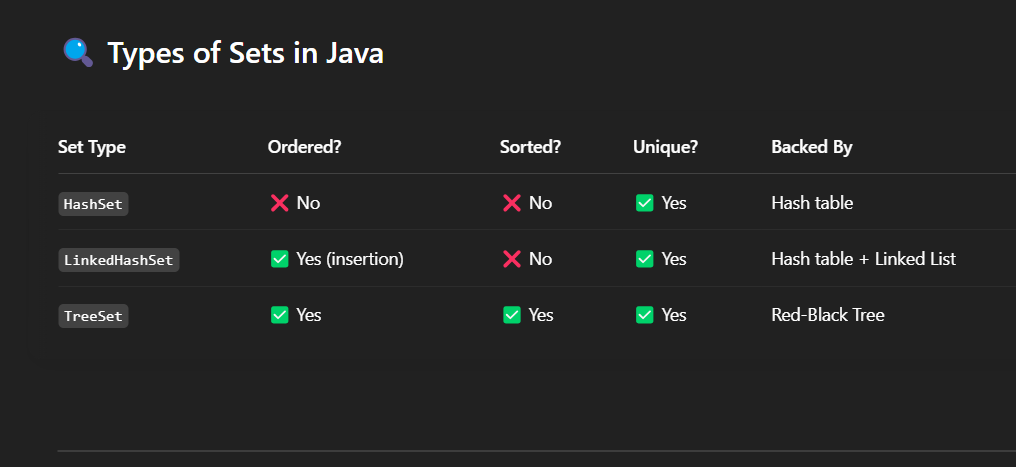 Types of Sets in Java
Set Type Ordered? Sorted? Unique? Backed By
HashSet No No Yes Hash table
LinkedHashSet Yes (insertion) No Yes Hash table + Linked List
TreeSet Yes Yes Yes Red-Black Tree